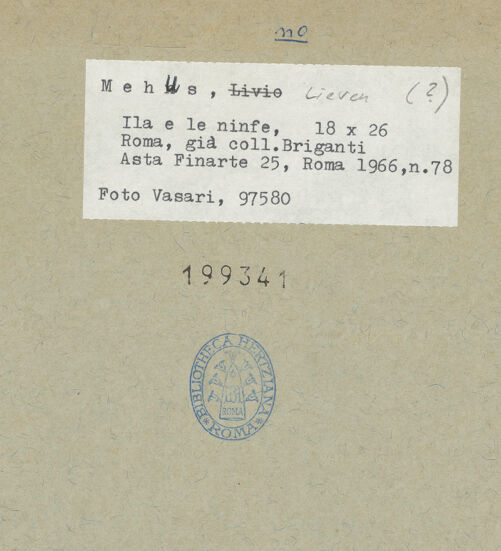 no
Mehus, Livio Lieven (?)
Ila e le ninfe, 18 x 26
Roma, già coll.Briganti
Asta Finarte 25, Roma 1966,n.78
Foto Vasari, 97580
199341
BIBLIOTHECA HERTZIANA
ROMA
ROMA